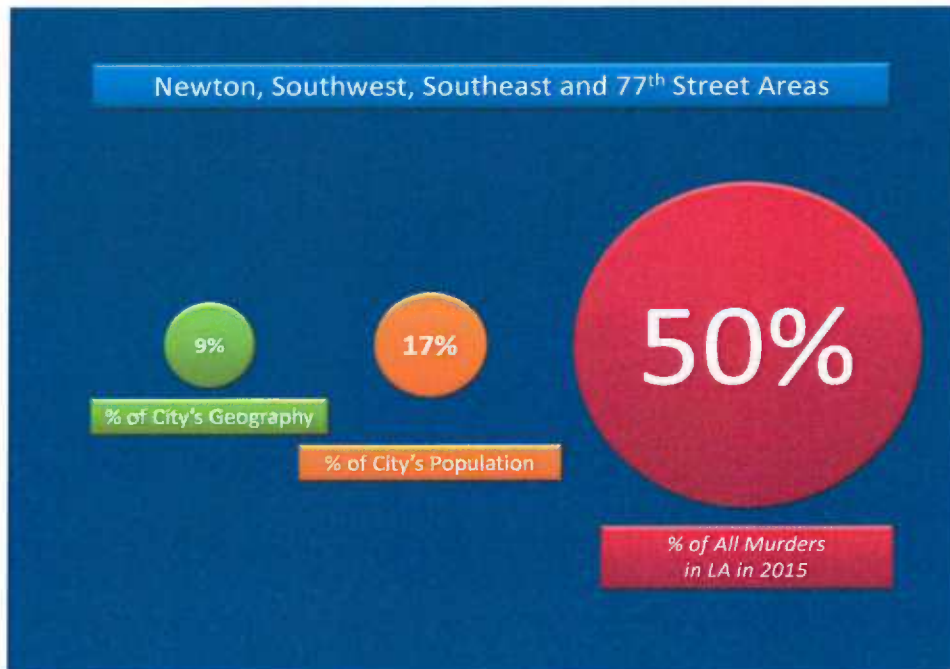 Newton, Southwest, Southeast and 77th Street Areas
9%
% of City's Geography
17%
% of City's Population
50%
% of All Murders
in LA in 2015